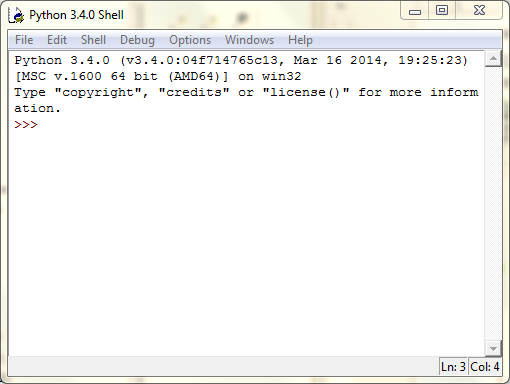 Python 3.4.0 Shell
File Edit Shell Debug Options Windows Help
Python 3.4.0 (v3.4.0:04f714765c13, Mar 16 2014, 19:25:23)
[MSC v.1600 64 bit (AMD64)] on win32
Type "copyright", "credits" or "license()" for more inform
ation.
>>>
Ln: 3 Col: 4